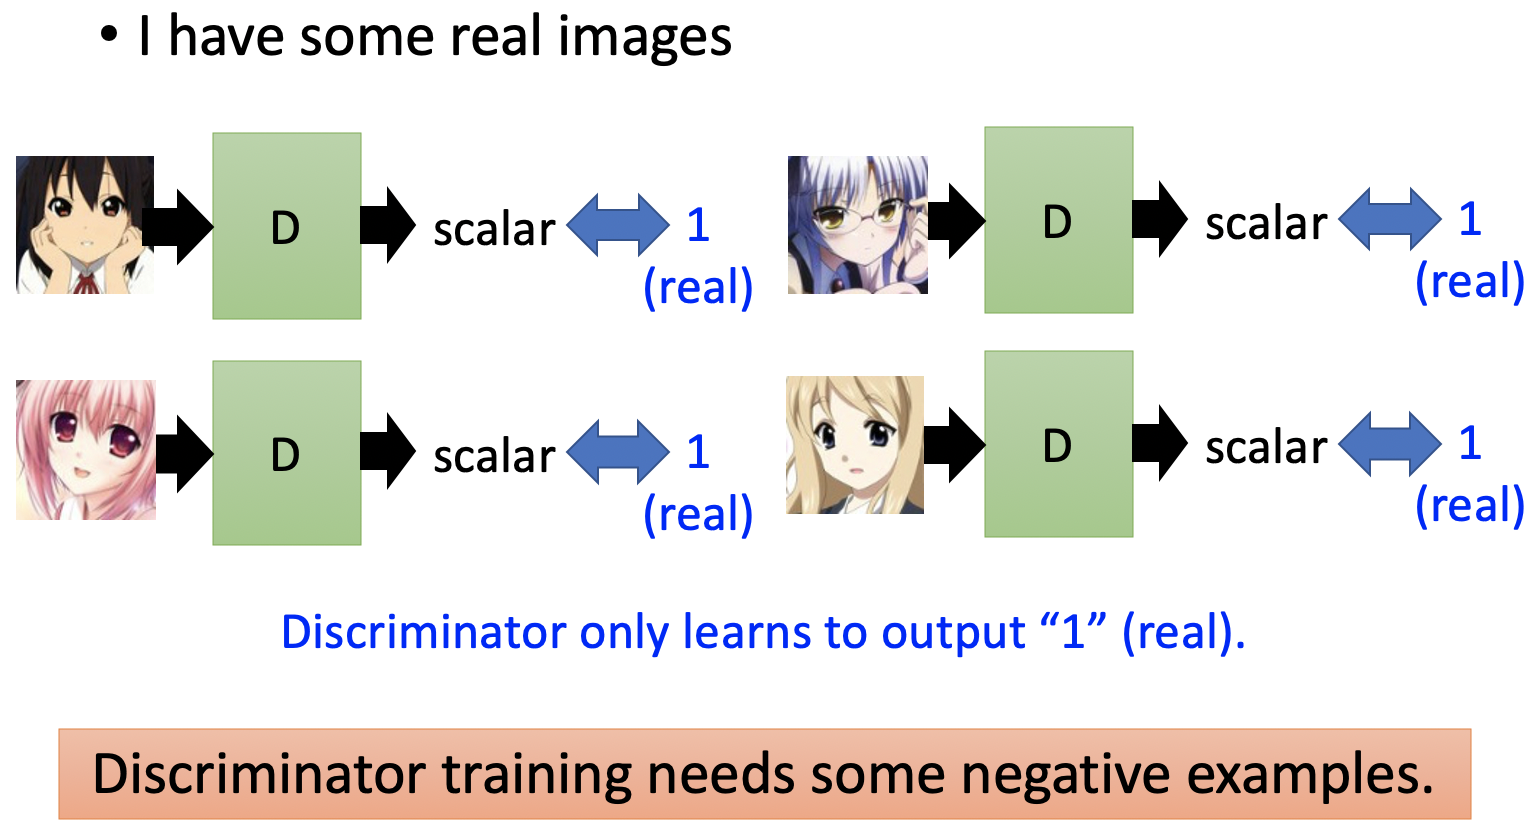 • I have some real images
D
scalar
1
(real)
D
scalar
1
(real)
D
scalar
1
(real)
D
scalar
1
(real)
Discriminator only learns to output “1” (real).
Discriminator training needs some negative examples.